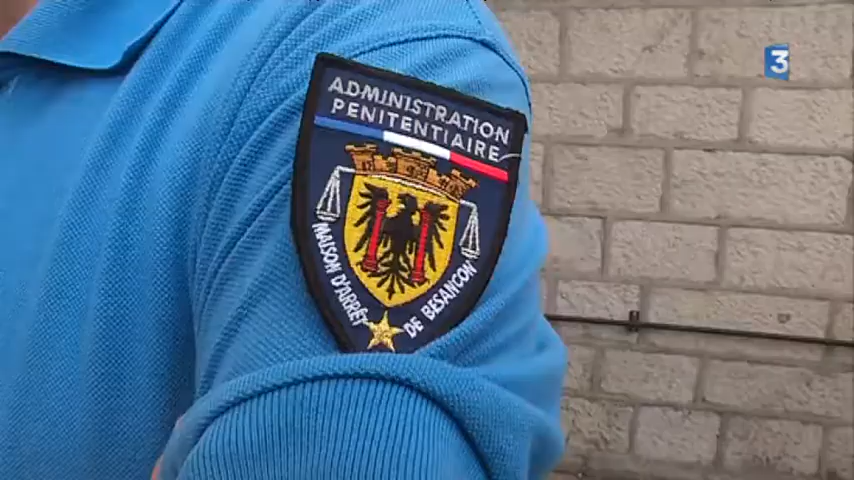 3
ADMINISTRATION
PENITENTIAIRE
MAISON D'ARRÊT
DE BESANCON